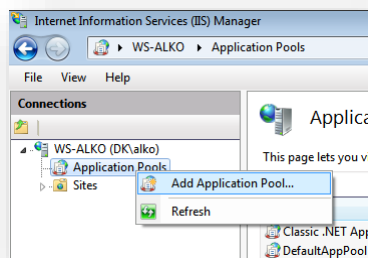 Internet Information Services (IIS) Manager
WS-ALKO Application Pools
File View Help
Connections
WS-ALKO (DK\alko)
Application Pools
Sites
Add Application Pool...
Refresh
Applica
This page lets you v
Classic .NET App
DefaultAppPool